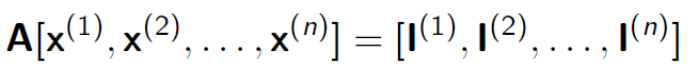 A[x⁽¹⁾, x⁽²⁾, . . . , x⁽ⁿ⁾] = [I⁽¹⁾, I⁽²⁾, . . . , I⁽ⁿ⁾]